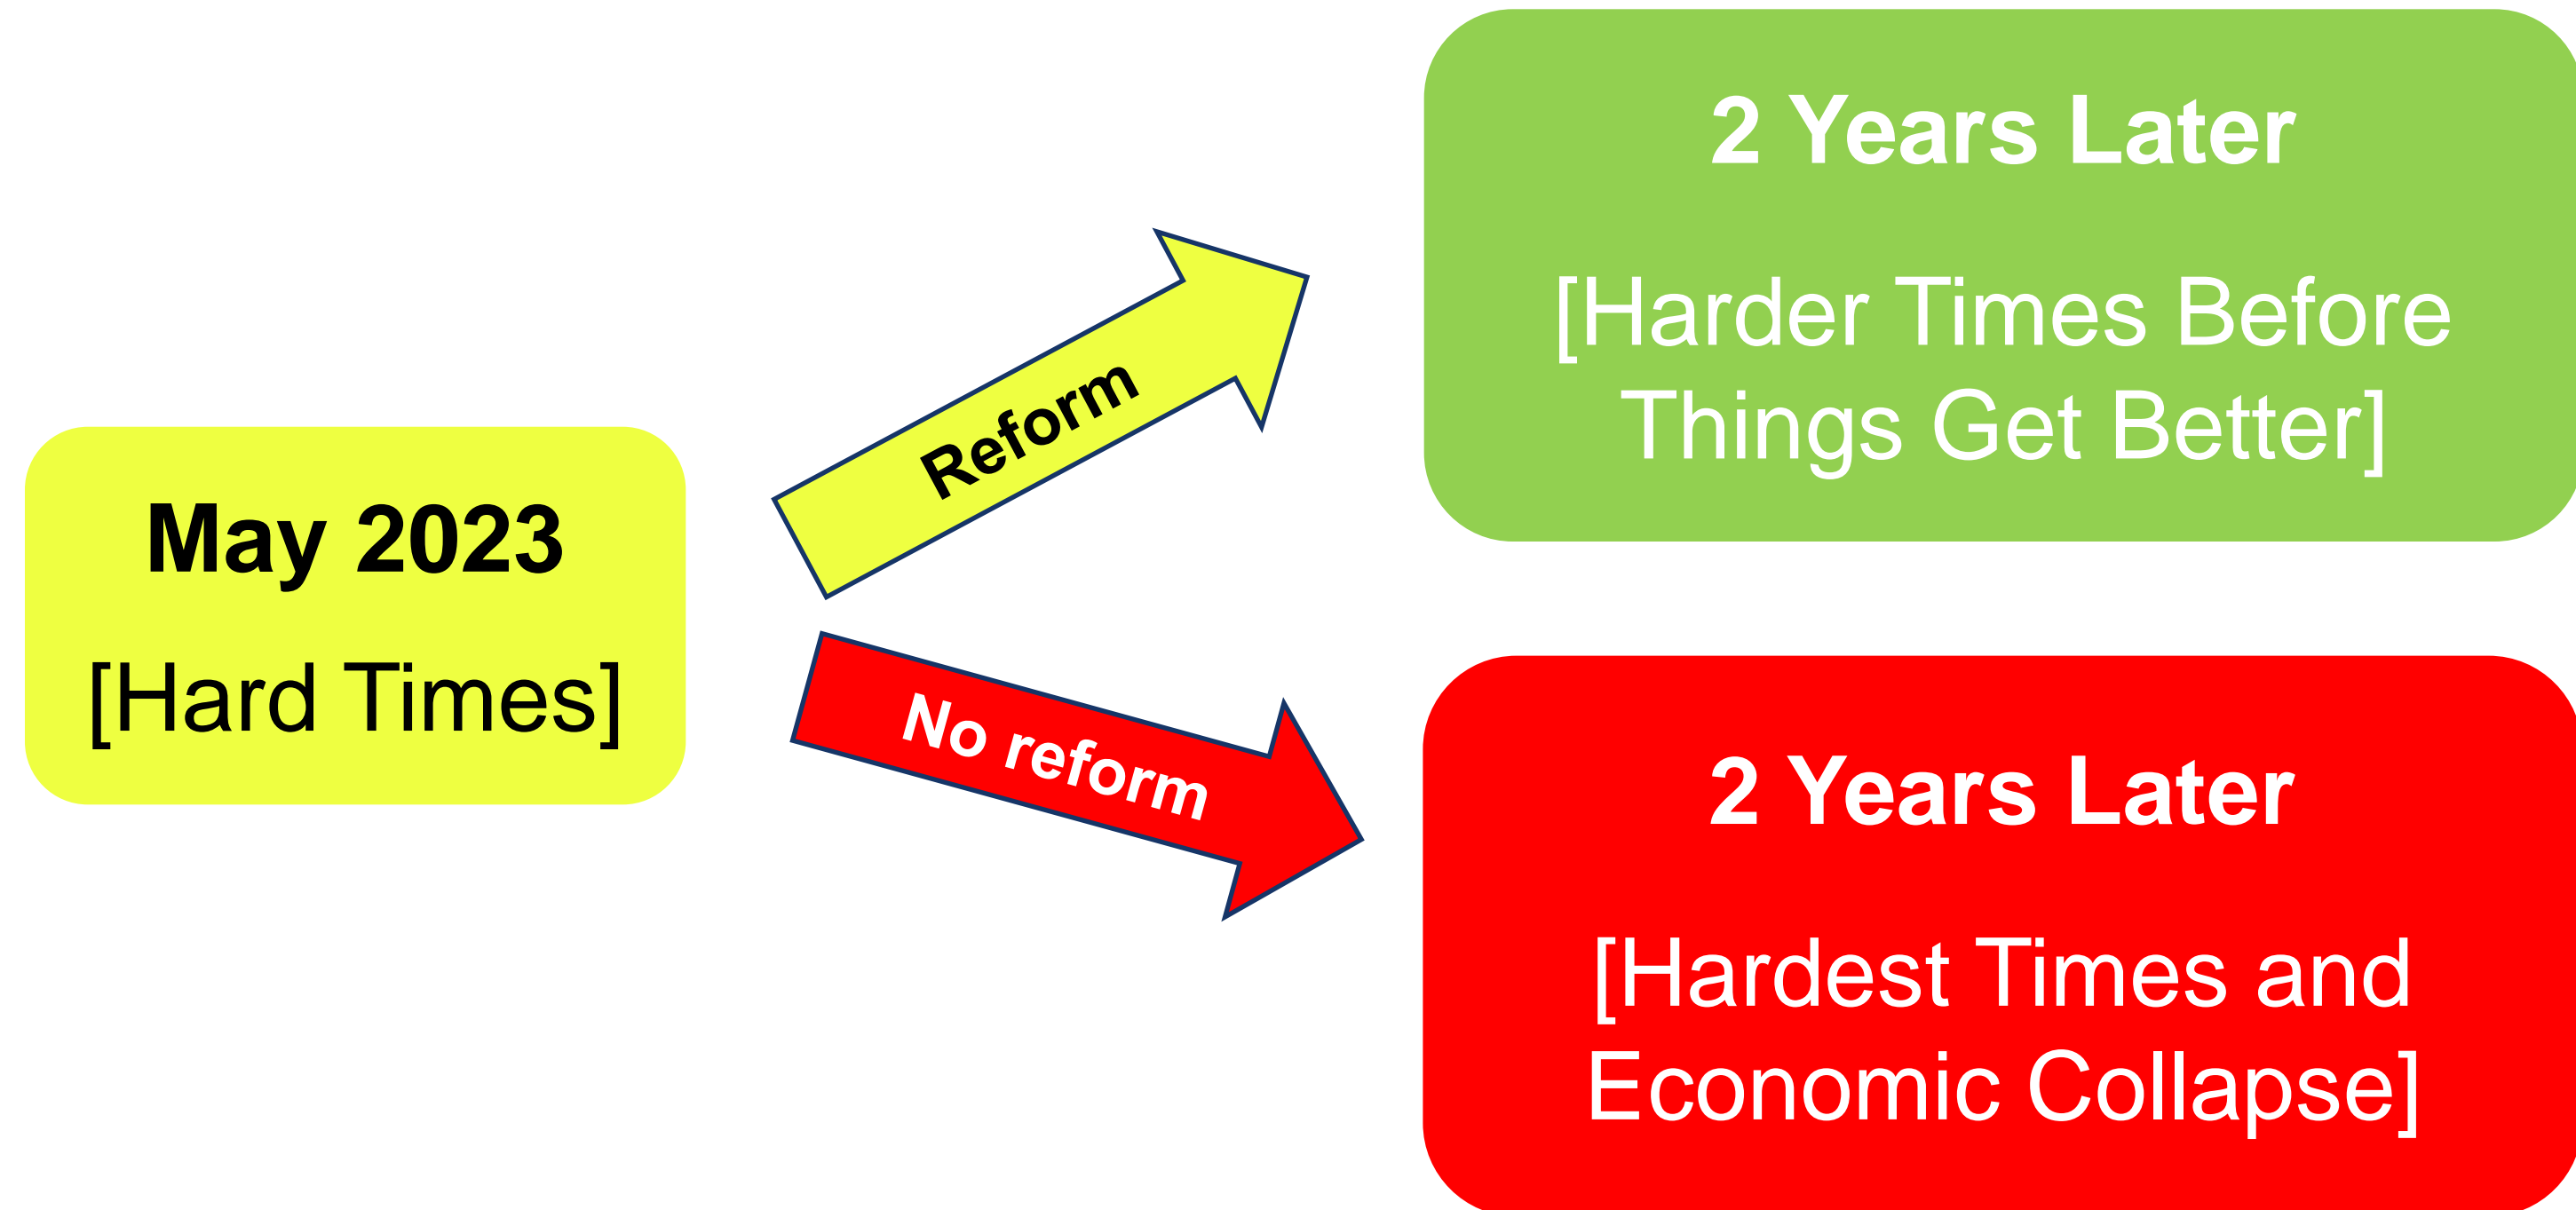 May 2023
[Hard Times]
Reform
No reform
2 Years Later
[Harder Times Before
Things Get Better]
2 Years Later
[Hardest Times and
Economic Collapse]